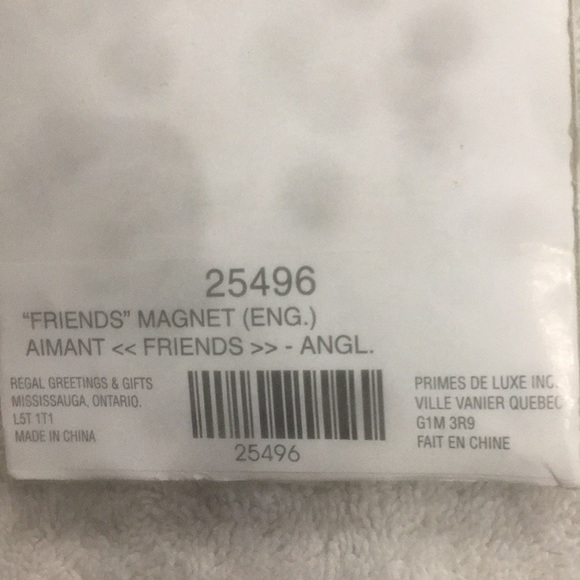 25496
“FRIENDS” MAGNET (ENG.)
AIMANT << FRIENDS >> - ANGL.
REGAL GREETINGS & GIFTS
MISSISSAUGA, ONTARIO.
L5T 1T1
MADE IN CHINA
25496
PRIMES DE LUXE INC.
VILLE VANIER QUEBEC
G1M 3R9
FAIT EN CHINE